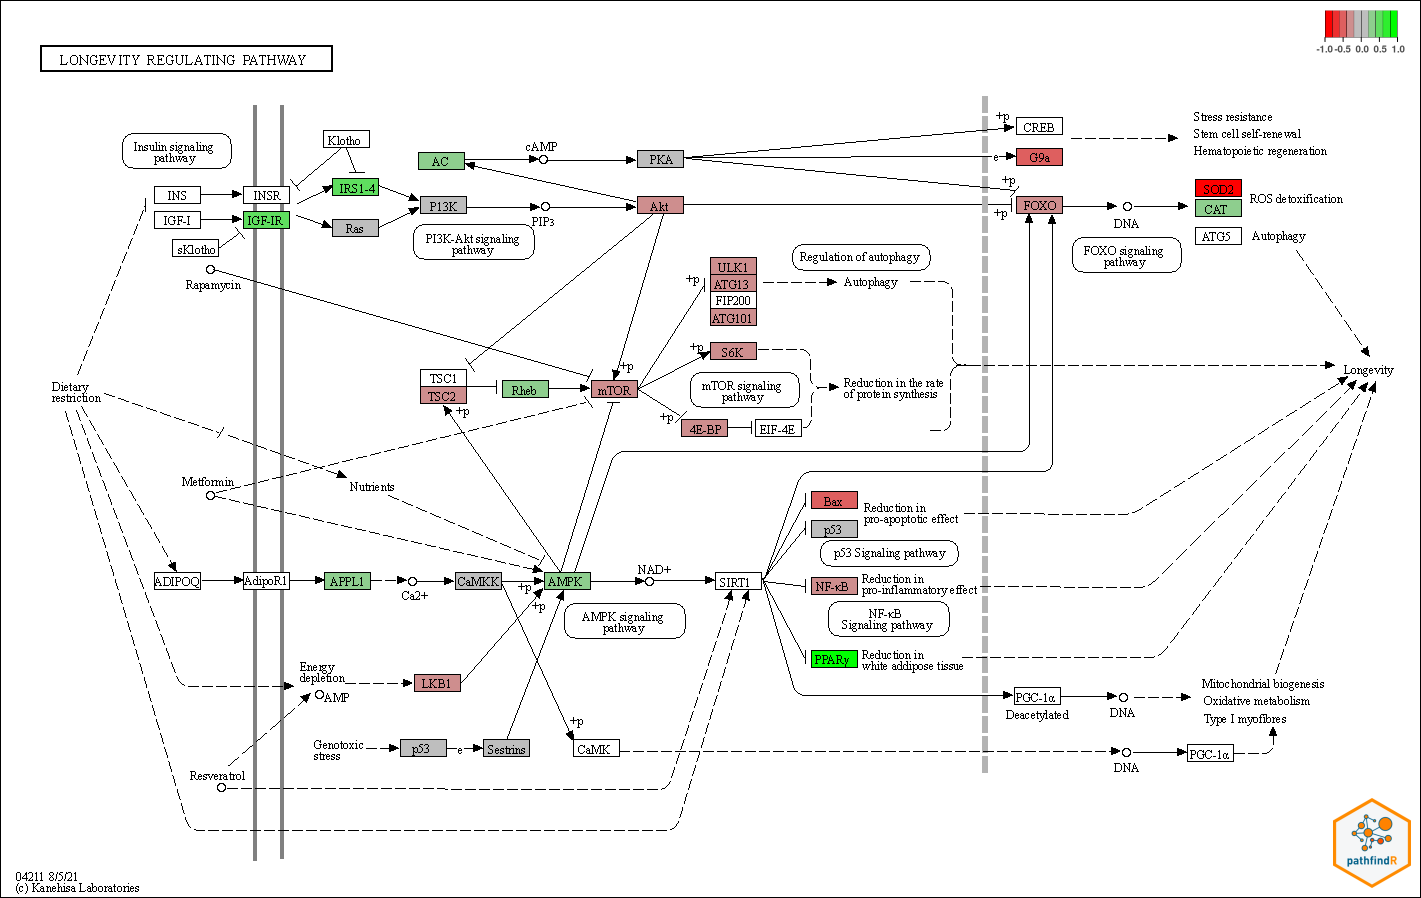 -1.0 -0.5 0.0 0.5 1.0
LONGEVITY REGULATING PATHWAY
Insulin signaling
pathway
Klotho
INS
INSR
IRS1-4
IGF-I
IGF-IR
Ras
sKlotho
Rapamycin
AC
cAMP
PKA
P13K
PIP3
Akt
PI3K-Akt signaling
pathway
+p
CREB
e
G9a
+p
+p
FOXO
DNA
FOXO signaling
pathway
Stress resistance
Stem cell self-renewal
Hematopoietic regeneration
SOD2
CAT
ROS detoxification
ATG5
Autophagy
Regulation of autophagy
+p
ULK1
ATG13
FIP200
ATG101
Autophagy
+p
S6K
+p
mTOR signaling
pathway
Reduction in the rate
of protein synthesis
TSC1
TSC2
+p
Rheb
mTOR
+p
4E-BP
EIF-4E
Longevity
Dietary
restriction
Metformin
Nutrients
Bax
Reduction in
pro-apoptotic effect
p53
p53 Signaling pathway
ADIPOQ
AdipoR1
APPL1
Ca2+
CaMKK
+p
+p
AMPK
NAD+
SIRT1
AMPK signaling
pathway
NF-κB
Reduction in
pro-inflammatory effect
NF-κB
Signaling pathway
PPARγ
Reduction in
white addipose tissue
Energy
depletion
AMP
LKB1
PGC-1α
Deacetylated
DNA
Mitochondrial biogenesis
Oxidative metabolism
Type I myofibres
Genotoxic
stress
p53
e
Sestrins
+p
CaMK
DNA
PGC-1α
Resveratrol
pathfindR
04211 8/5/21
(c) Kanehisa Laboratories